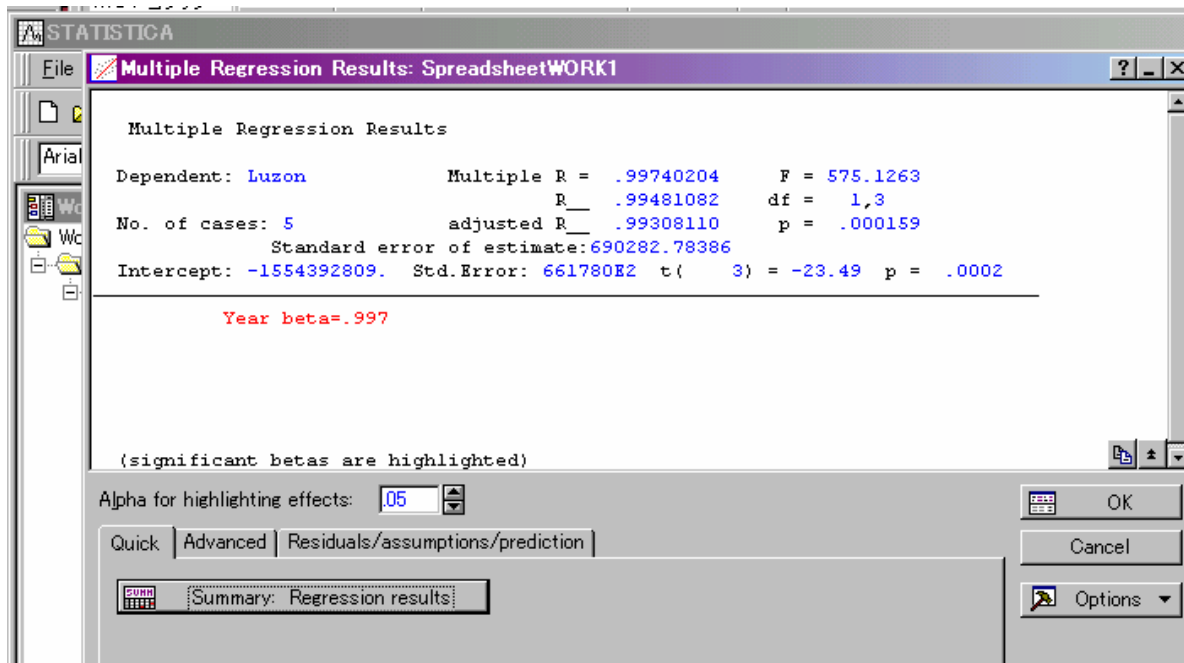 STATISTICA
File
Multiple Regression Results: SpreadsheetWORK1
Arial
Multiple Regression Results
Dependent: Luzon Multiple R = .99740204 F = 575.1263
R__ .99481082 df = 1,3
No. of cases: 5 adjusted R__ .99308110 p = .000159
Standard error of estimate:690282.78386
Intercept: -1554392809. Std.Error: 661780E2 t( 3) = -23.49 p = .0002
Year beta=.997
(significant betas are highlighted)
Alpha for highlighting effects: .05
Quick Advanced Residuals/assumptions/prediction
Summary: Regression results
OK
Cancel
Options